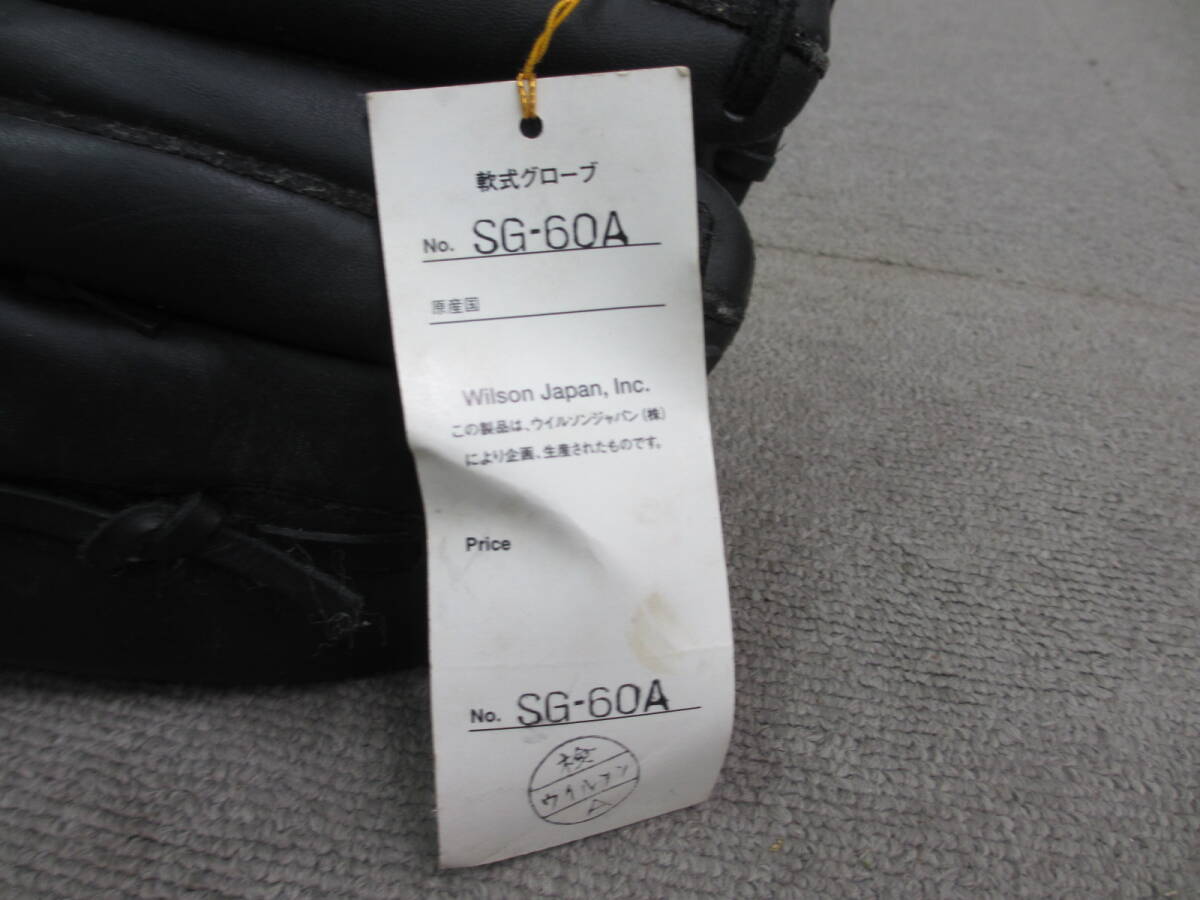 軟式グローブ
No. SG-60A
原産国
Wilson Japan, Inc.
この製品は、ウイルソンジャパン(株)
により企画、生産されたものです。
Price
No. SG-60A
検
ウイルソン
A